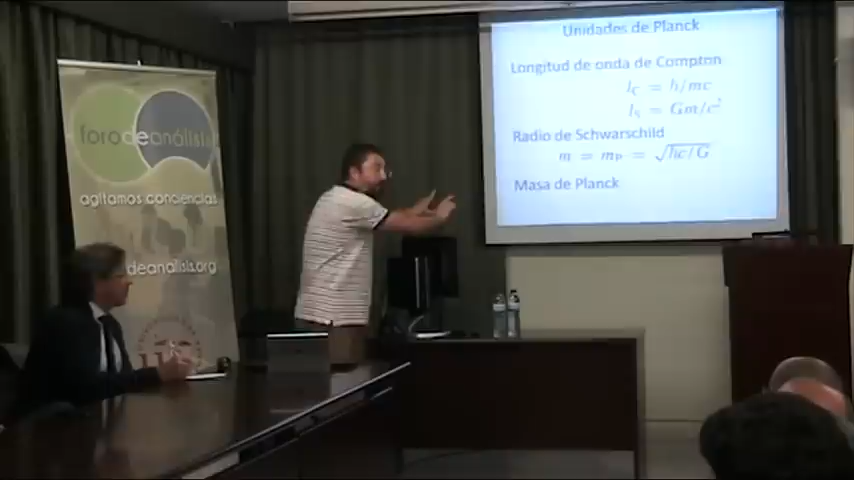 Unidades de Planck
Longitud de onda de Compton
l_C = h/mc
l_S = Gm/c²
Radio de Schwarschild
m = m_P = √hc/G
Masa de Planck
forodeanálisis
agitamos conciencias
deanalisis.org